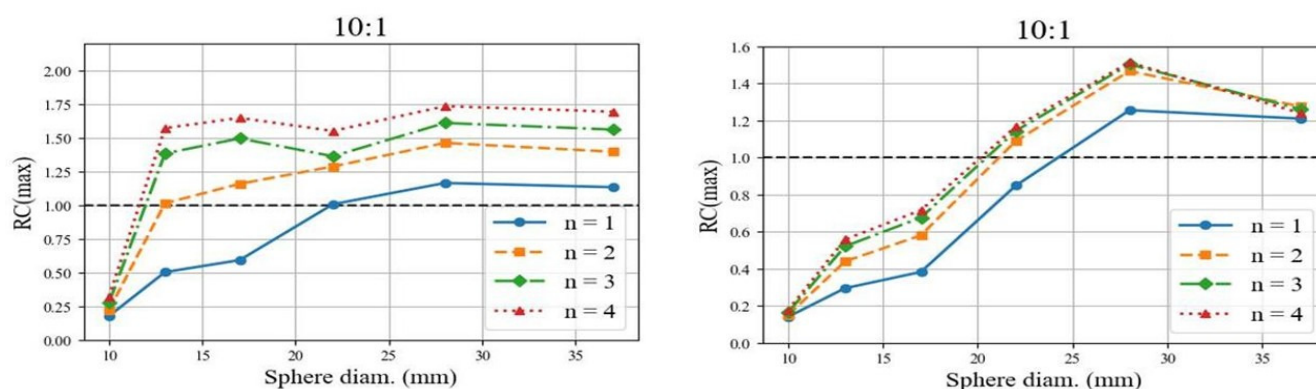 10:1
RC(max)
2.00
1.75
1.50
1.25
1.00
0.75
0.50
0.25
0.00
10 15 20 25 30 35
Sphere diam. (mm)
n = 1
n = 2
n = 3
n = 4
10:1
RC(max)
1.6
1.4
1.2
1.0
0.8
0.6
0.4
0.2
0.0
10 15 20 25 30 35
Sphere diam. (mm)
n = 1
n = 2
n = 3
n = 4